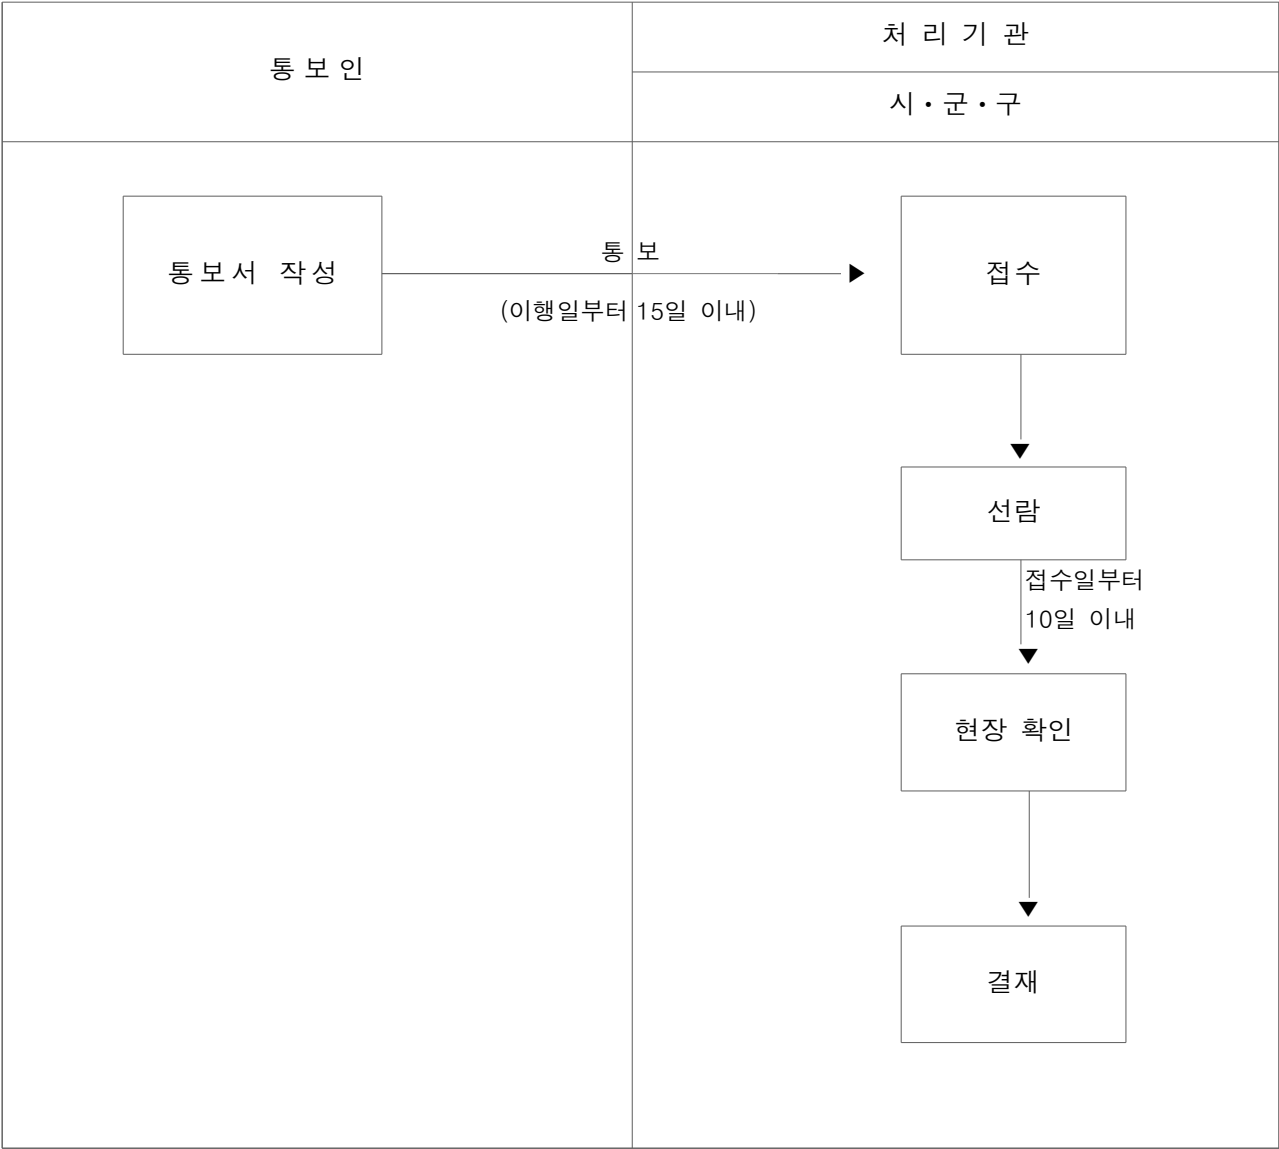 통보인
처리기관
시·군·구
통보서 작성
통보
(이행일부터 15일 이내)
접수
선람
접수일부터
10일 이내
현장 확인
결재